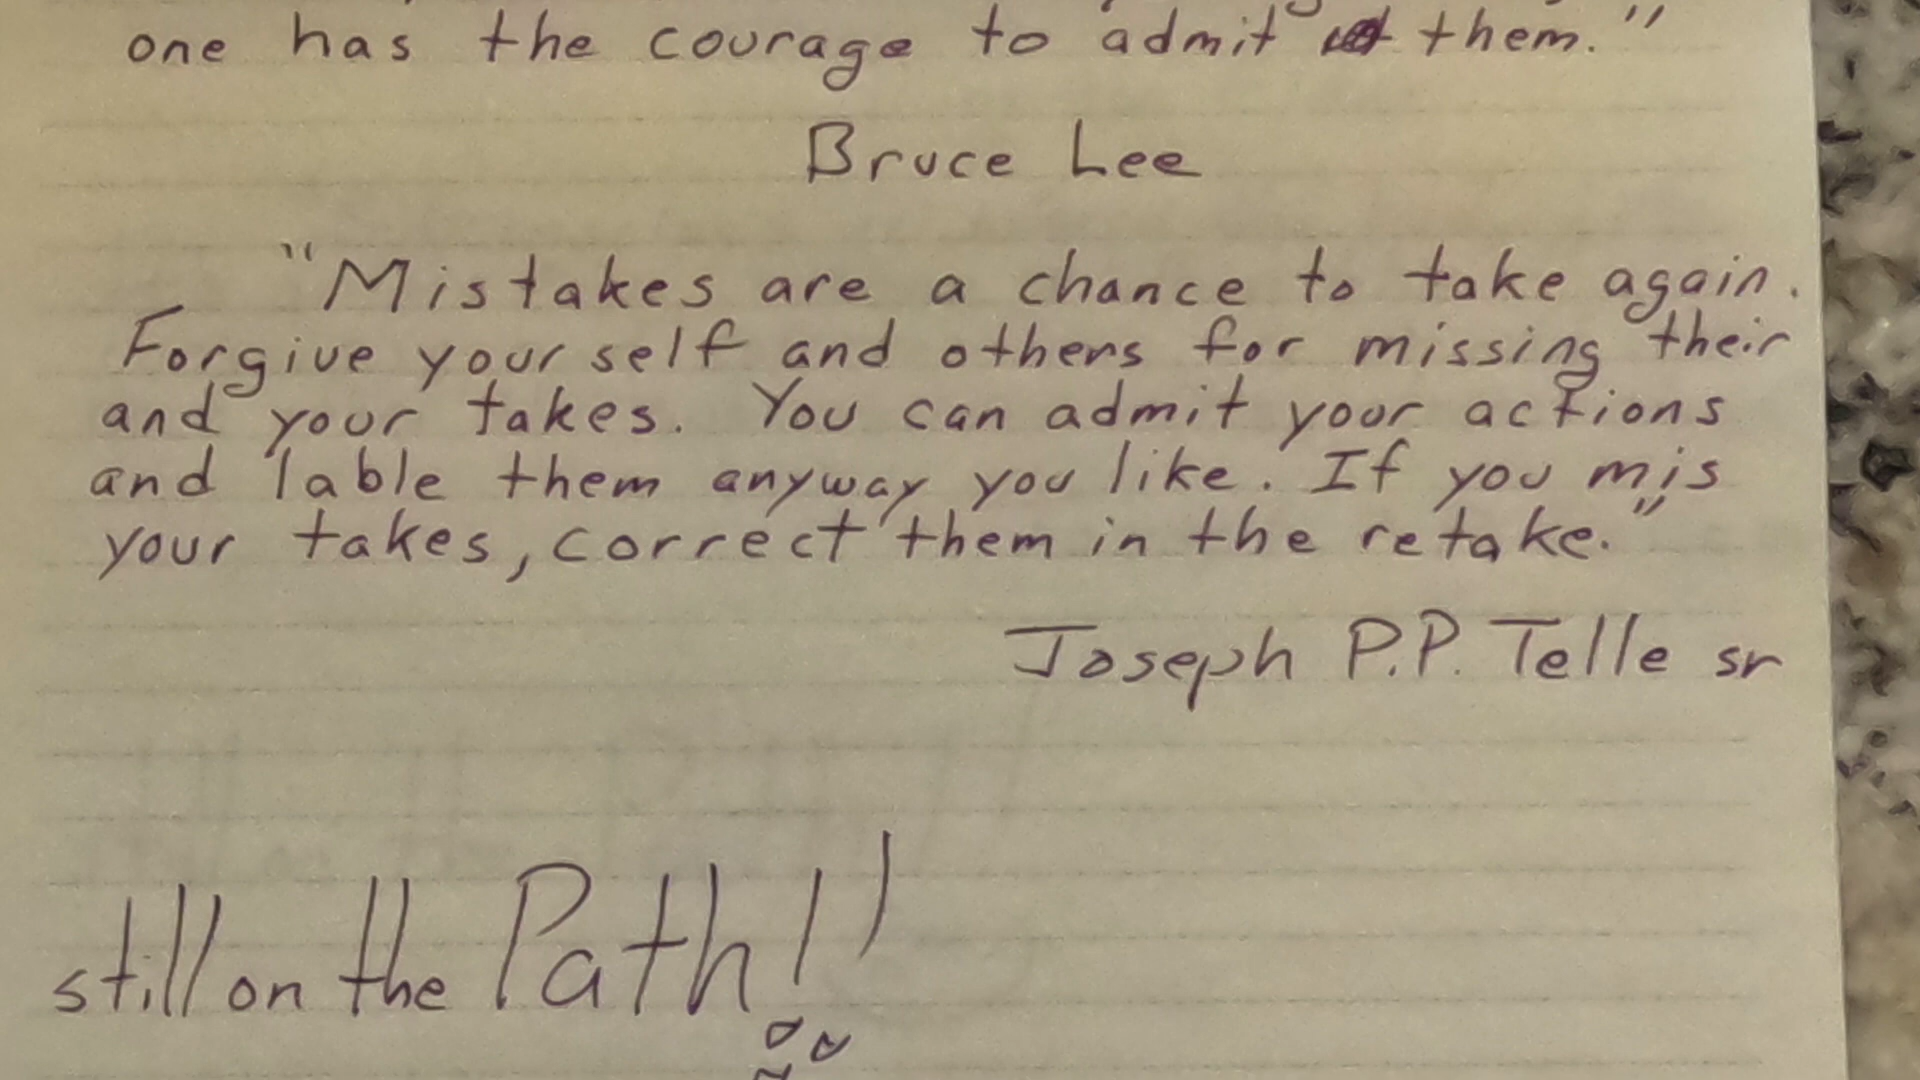 one has the courage to admit them."
Bruce Lee
"Mistakes are a chance to take again.
Forgive your self and others for missing their
and your takes. You can admit your actions
and lable them anyway you like. If you mis
your takes, correct them in the retake."
Joseph P.P. Telle sr
still on the Path!!